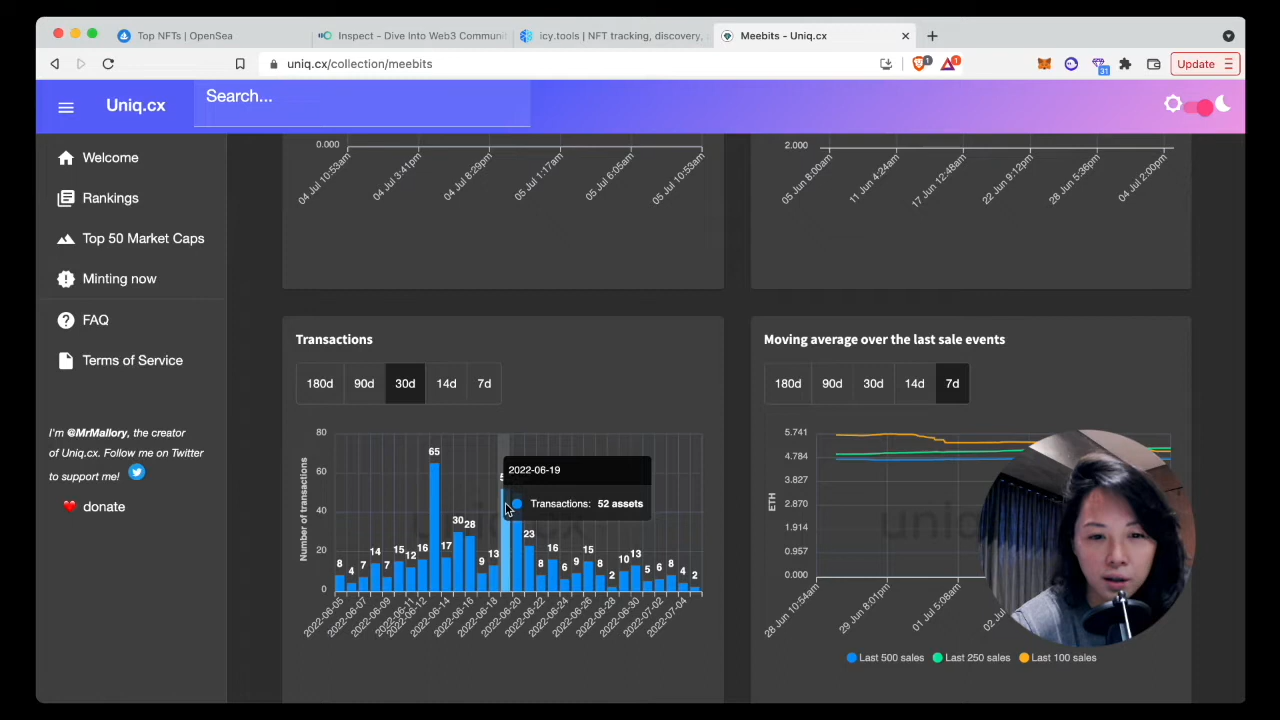 Top NFTs | OpenSea
Inspect - Dive Into Web3 Communit
icy.tools | NFT tracking, discovery,
Meebits - Uniq.cx
uniq.cx/collection/meebits
1
1
31
Update
Uniq.cx
Search...
Welcome
Rankings
Top 50 Market Caps
Minting now
FAQ
Terms of Service
I'm @MrMallory, the creator
of Uniq.cx. Follow me on Twitter
to support me!
donate
0.000
04 Jul 10:53am
04 Jul 3:41pm
04 Jul 8:29pm
05 Jul 1:17am
05 Jul 6:05am
05 Jul 10:53am
2.000
05 Jun 8:00am
11 Jun 4:24am
17 Jun 12:48am
22 Jun 9:12pm
28 Jun 5:36pm
04 Jul 2:00pm
Transactions
180d 90d 30d 14d 7d
Number of transactions
80
60
40
20
0
8 4 7 14 7 15 12 16 65 17 30 28 9 13 23 8 16 6 9 15 8 2 10 13 5 6 8 4 2
2022-06-19
Transactions: 52 assets
2022-06-05
2022-06-07
2022-06-09
2022-06-11
2022-06-12
2022-06-14
2022-06-16
2022-06-18
2022-06-20
2022-06-22
2022-06-24
2022-06-26
2022-06-28
2022-06-30
2022-07-02
2022-07-04
Moving average over the last sale events
180d 90d 30d 14d 7d
ETH
5.741
4.784
3.827
2.870
1.914
0.957
0.000
28 Jun 10:54am
29 Jun 8:01pm
01 Jul 5:08am
02 Jul
Last 500 sales
Last 250 sales
Last 100 sales